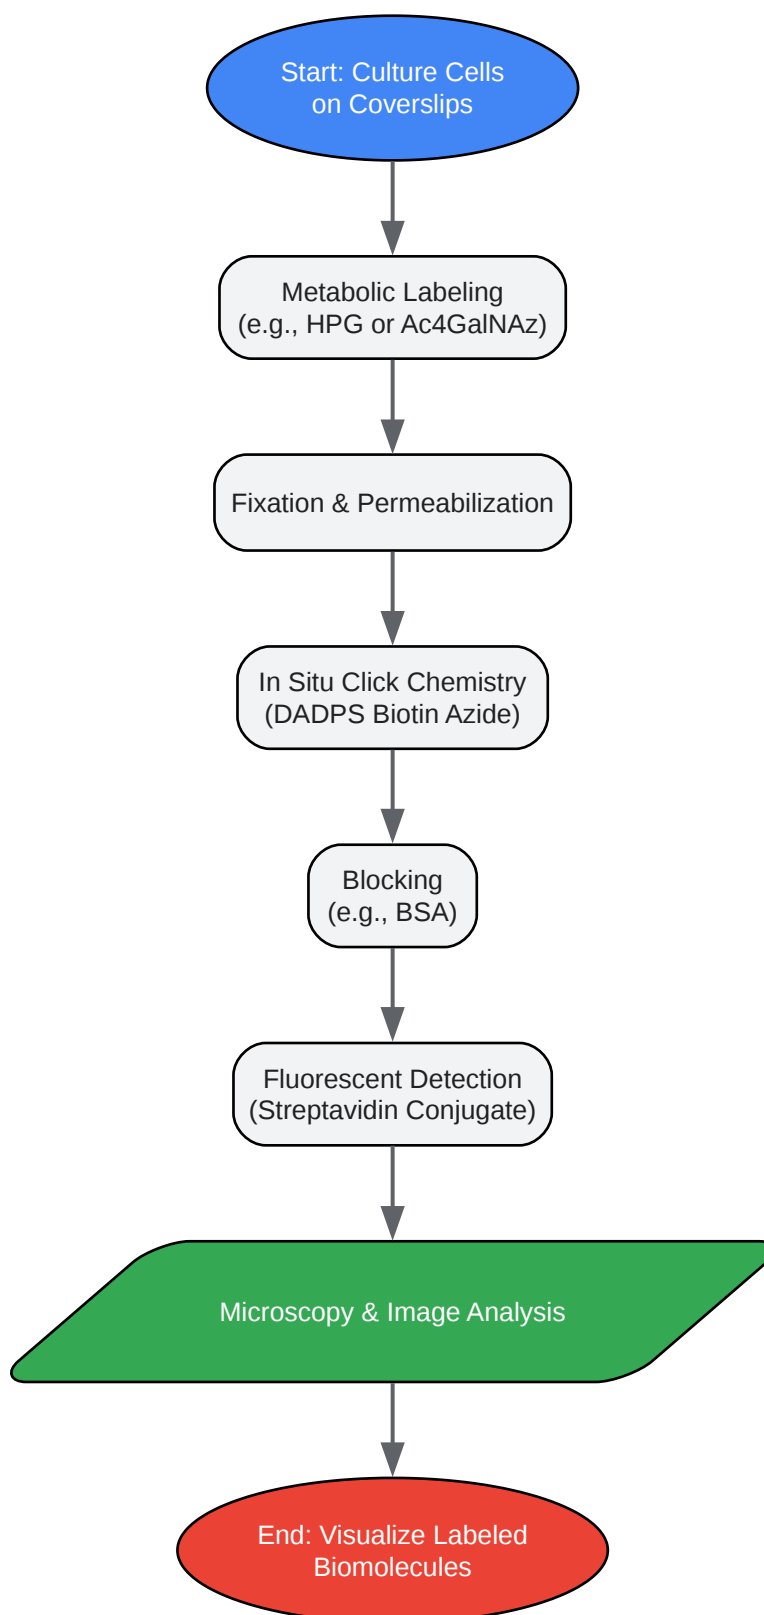 Start: Culture Cells
on Coverslips
Metabolic Labeling
(e.g., HPG or Ac4GalNAz)
Fixation & Permeabilization
In Situ Click Chemistry
(DADPS Biotin Azide)
Blocking
(e.g., BSA)
Fluorescent Detection
(Streptavidin Conjugate)
Microscopy & Image Analysis
End: Visualize Labeled
Biomolecules